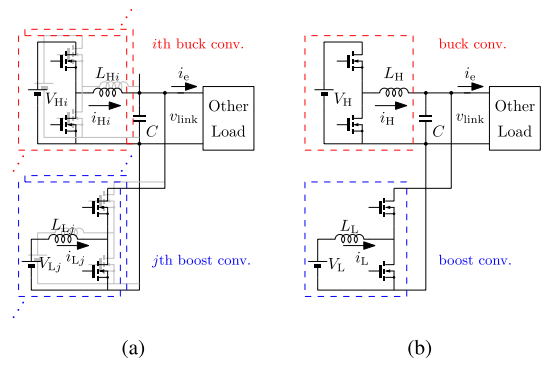 ith buck conv.
L_Hi
i_e
V_Hi
i_Hi
C
v_link
Other
Load
L_Lj
V_Lj
i_Lj
jth boost conv.
(a)
buck conv.
L_H
i_e
V_H
i_H
C
v_link
Other
Load
L_L
V_L
i_L
boost conv.
(b)